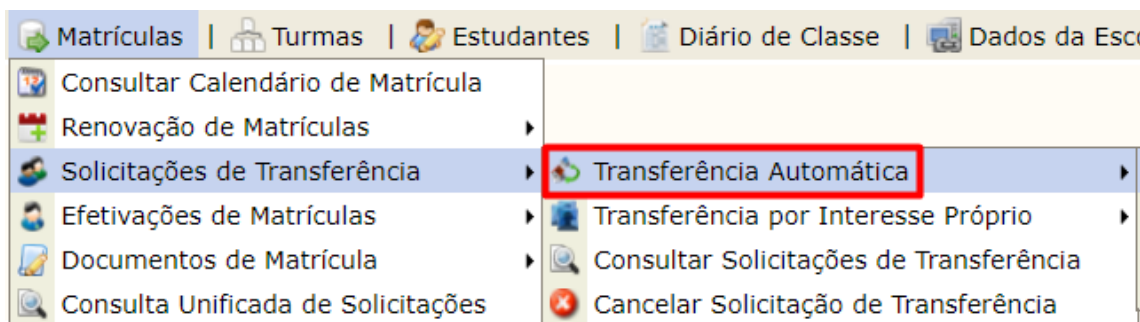 Matrículas | Turmas | Estudantes | Diário de Classe | Dados da Esc
Consultar Calendário de Matrícula
Renovação de Matrículas
Solicitações de Transferência
Efetivações de Matrículas
Documentos de Matrícula
Consulta Unificada de Solicitações
Transferência Automática
Transferência por Interesse Próprio
Consultar Solicitações de Transferência
Cancelar Solicitação de Transferência